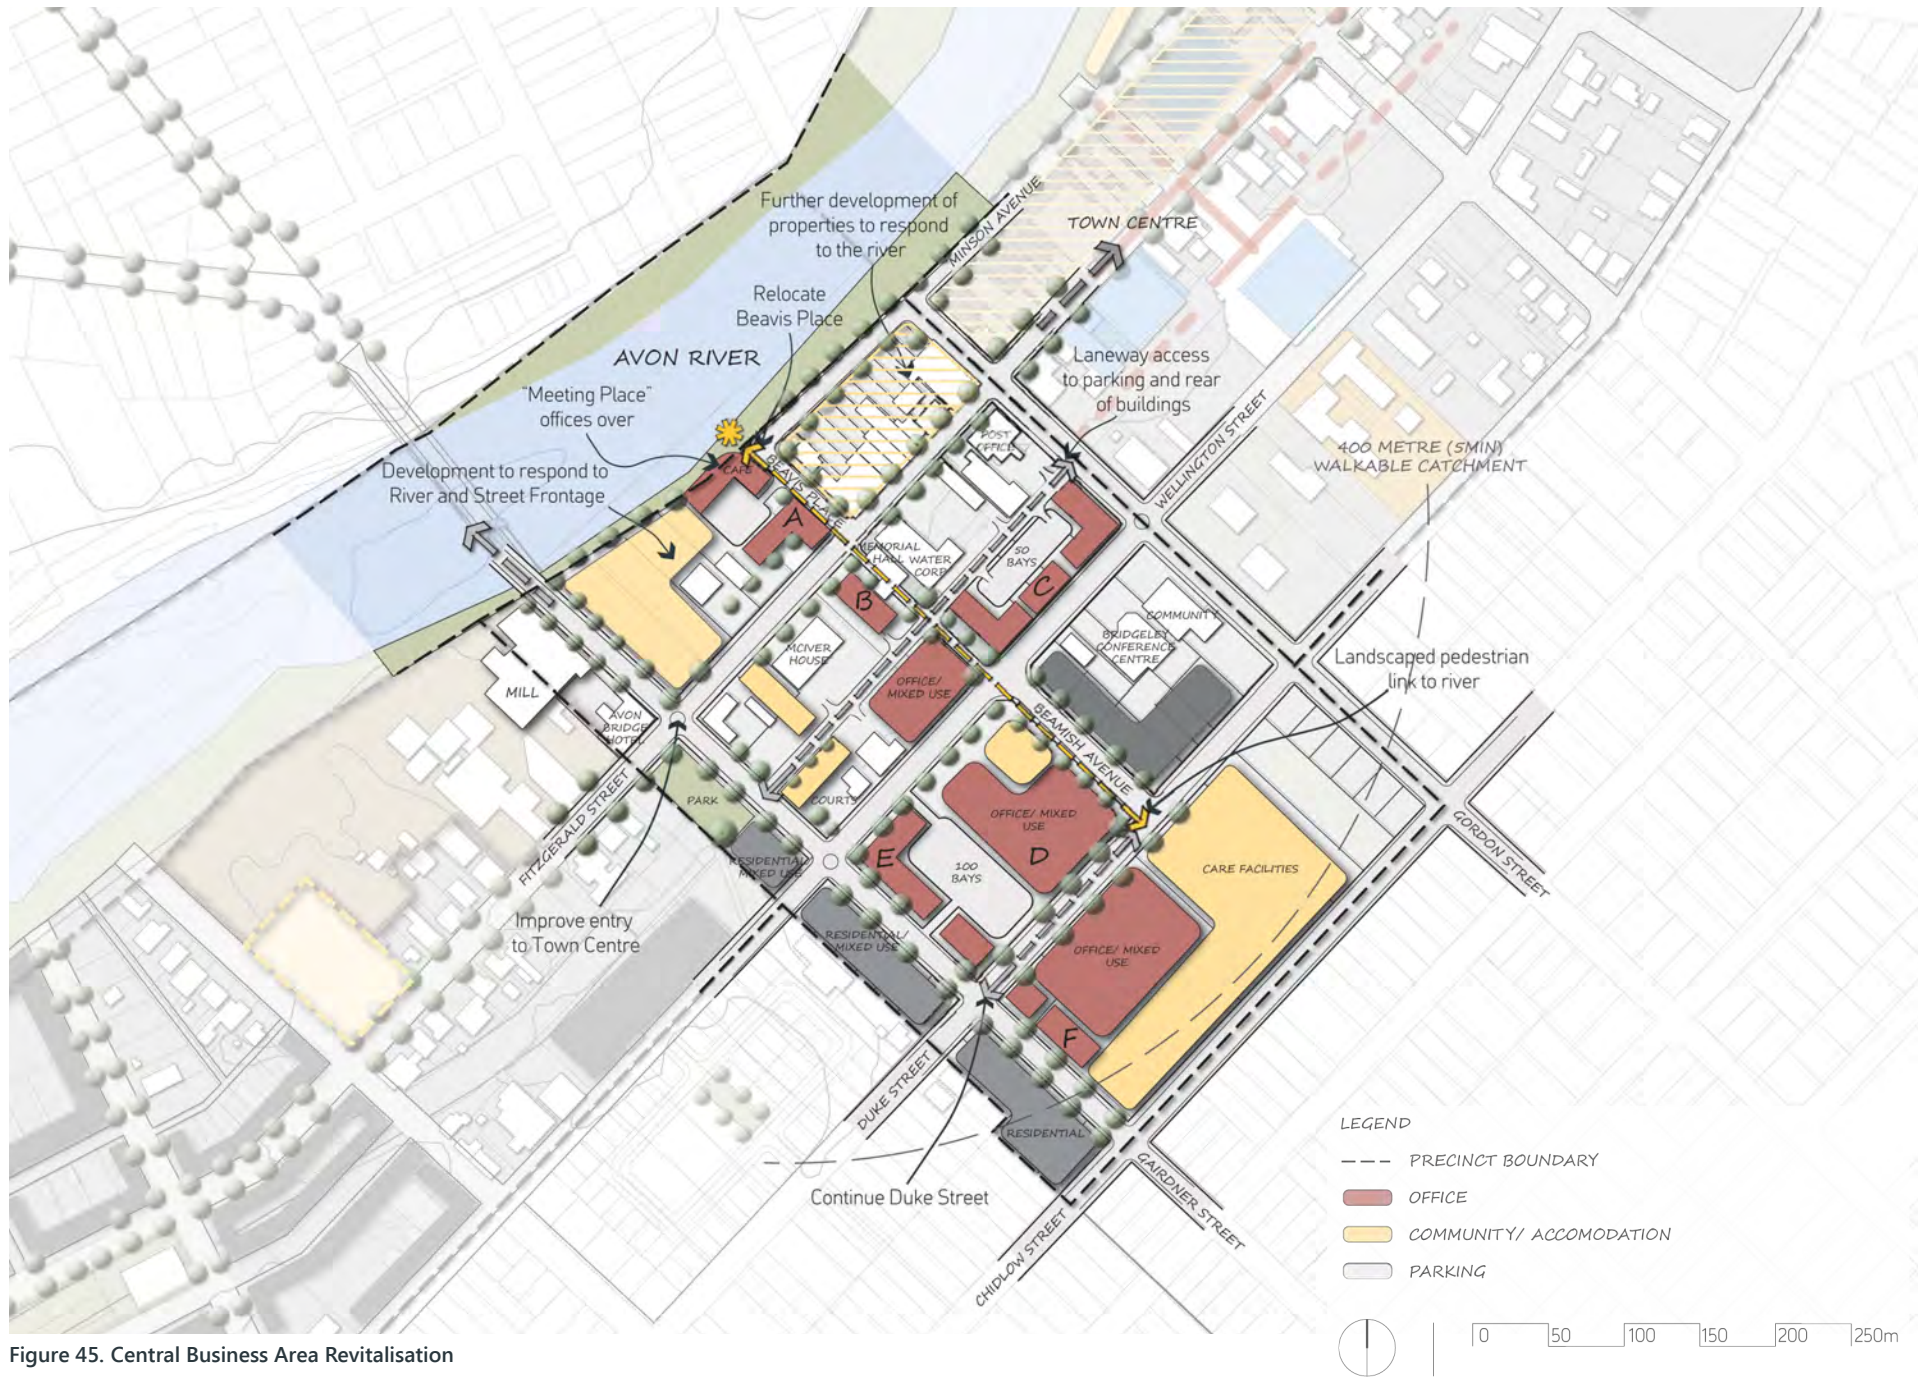 Further development of
properties to respond
to the river
MINSON AVENUE
TOWN CENTRE
Relocate
Beavis Place
AVON RIVER
"Meeting Place"
offices over
Laneway access
to parking and rear
of buildings
Development to respond to
River and Street Frontage
WELLINGTON STREET
400 METRE (5MIN)
WALKABLE CATCHMENT
POST
OFFICE
CAFE
BEAVIS PLACE
A
MEMORIAL
HALL
WATER
CORP
50
BAYS
B
C
COMMUNITY
BRIDGELEY
CONFERENCE
CENTRE
Landscaped pedestrian
link to river
MCIVER
HOUSE
OFFICE/
MIXED USE
MILL
AVON
BRIDGE
HOTEL
BEAMISH AVENUE
PARK
COURTS
OFFICE/ MIXED
USE
D
E
100
BAYS
RESIDENTIAL/
MIXED USE
FITZGERALD STREET
GORDON STREET
CARE FACILITIES
Improve entry
to Town Centre
RESIDENTIAL/
MIXED USE
OFFICE/ MIXED
USE
F
DUKE STREET
RESIDENTIAL
Continue Duke Street
GAIRDNER STREET
CHIDLOW STREET
LEGEND
PRECINCT BOUNDARY
OFFICE
COMMUNITY/ ACCOMODATION
PARKING
0 50 100 150 200 250m
Figure 45. Central Business Area Revitalisation